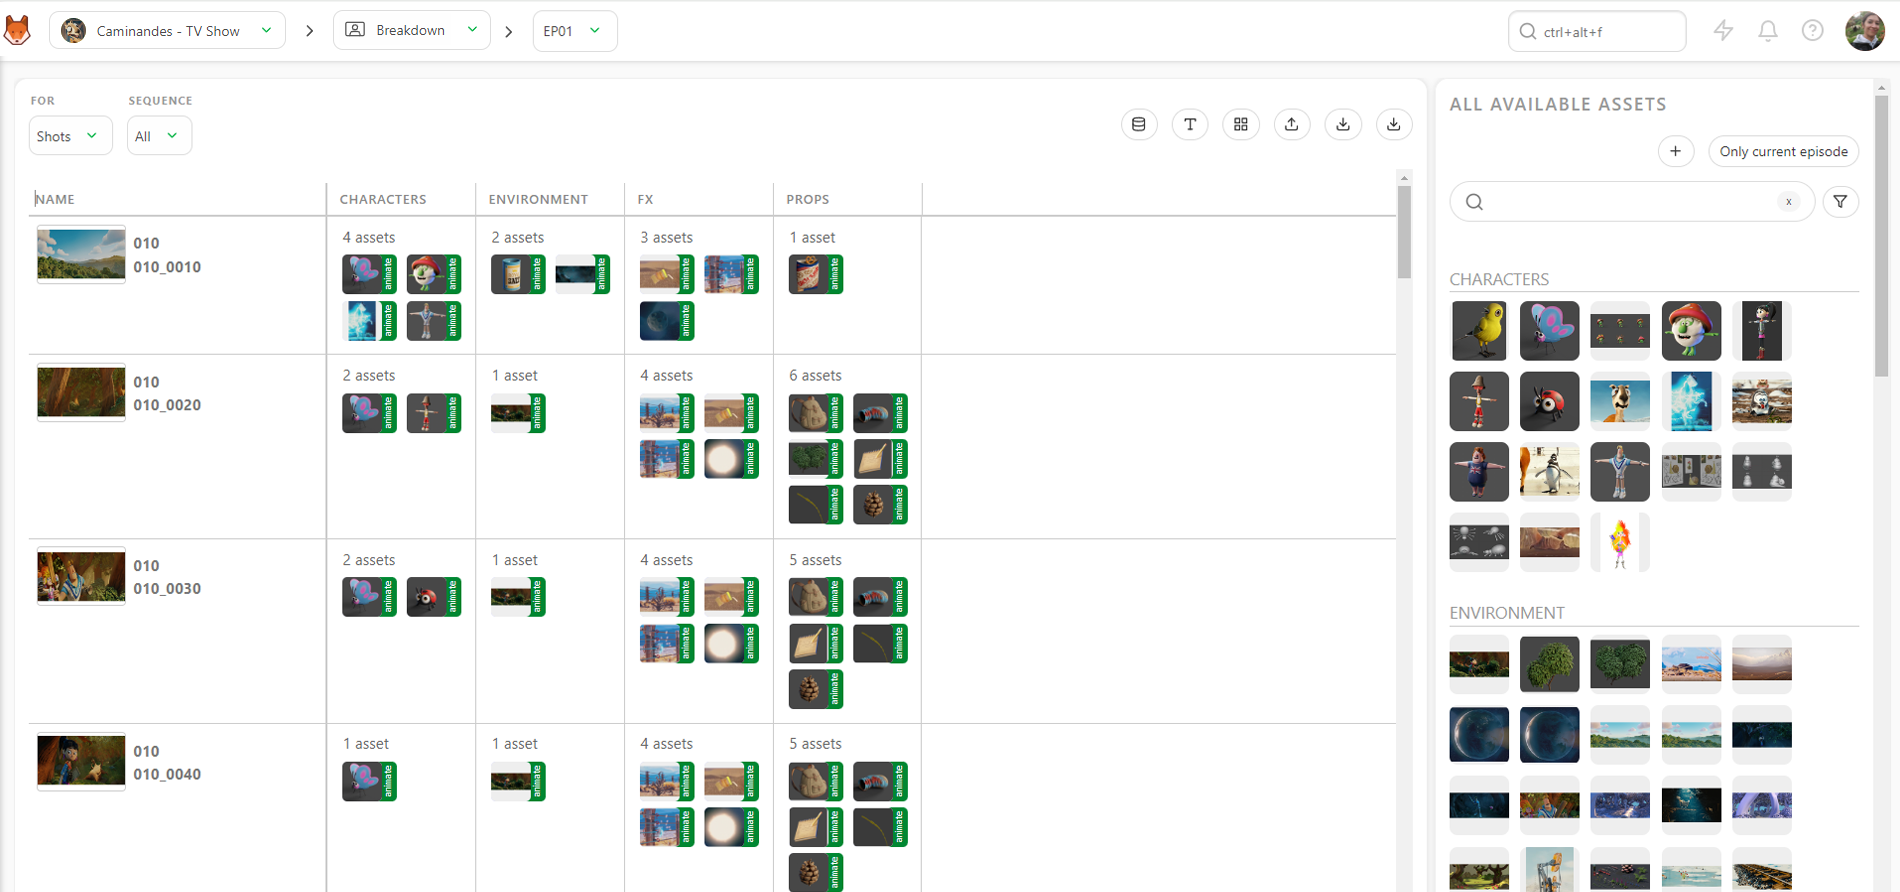 Caminandes - TV Show
Breakdown
EP01
ctrl+alt+f
FOR
SEQUENCE
Shots
All
NAME
CHARACTERS
ENVIRONMENT
FX
PROPS
010
010_0010
4 assets
animate
animate
animate
animate
2 assets
animate
animate
3 assets
animate
animate
animate
1 asset
animate
010
010_0020
2 assets
animate
animate
1 asset
animate
4 assets
animate
animate
animate
animate
6 assets
animate
animate
animate
animate
animate
animate
010
010_0030
2 assets
animate
animate
1 asset
animate
4 assets
animate
animate
animate
animate
5 assets
animate
animate
animate
animate
animate
010
010_0040
1 asset
animate
1 asset
animate
4 assets
animate
animate
animate
animate
5 assets
animate
animate
animate
animate
animate
ALL AVAILABLE ASSETS
+
Only current episode
x
CHARACTERS
ENVIRONMENT